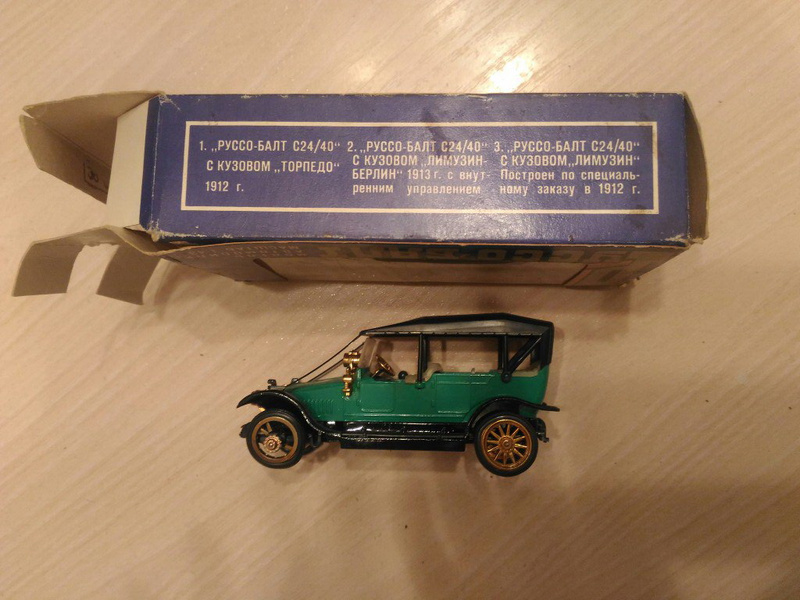 1. „РУССО-БАЛТ С24/40"
С КУЗОВОМ „ТОРПЕДО"
1912 г.
2. „РУССО-БАЛТ С24/40"
С КУЗОВОМ „ЛИМУЗИН-
БЕРЛИН" 1913 г. с внут-
ренним управлением
3. „РУССО-БАЛТ С24/40"
С КУЗОВОМ „ЛИМУЗИН"
Построен по специаль-
ному заказу в 1912 г.